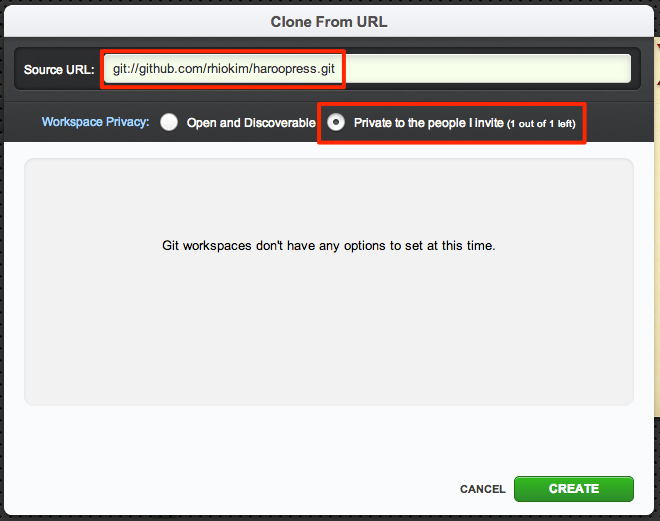 Clone From URL
Source URL: git://github.com/rhiokim/haroopress.git
Workspace Privacy: Open and Discoverable Private to the people I invite (1 out of 1 left)
Git workspaces don't have any options to set at this time.
CANCEL CREATE